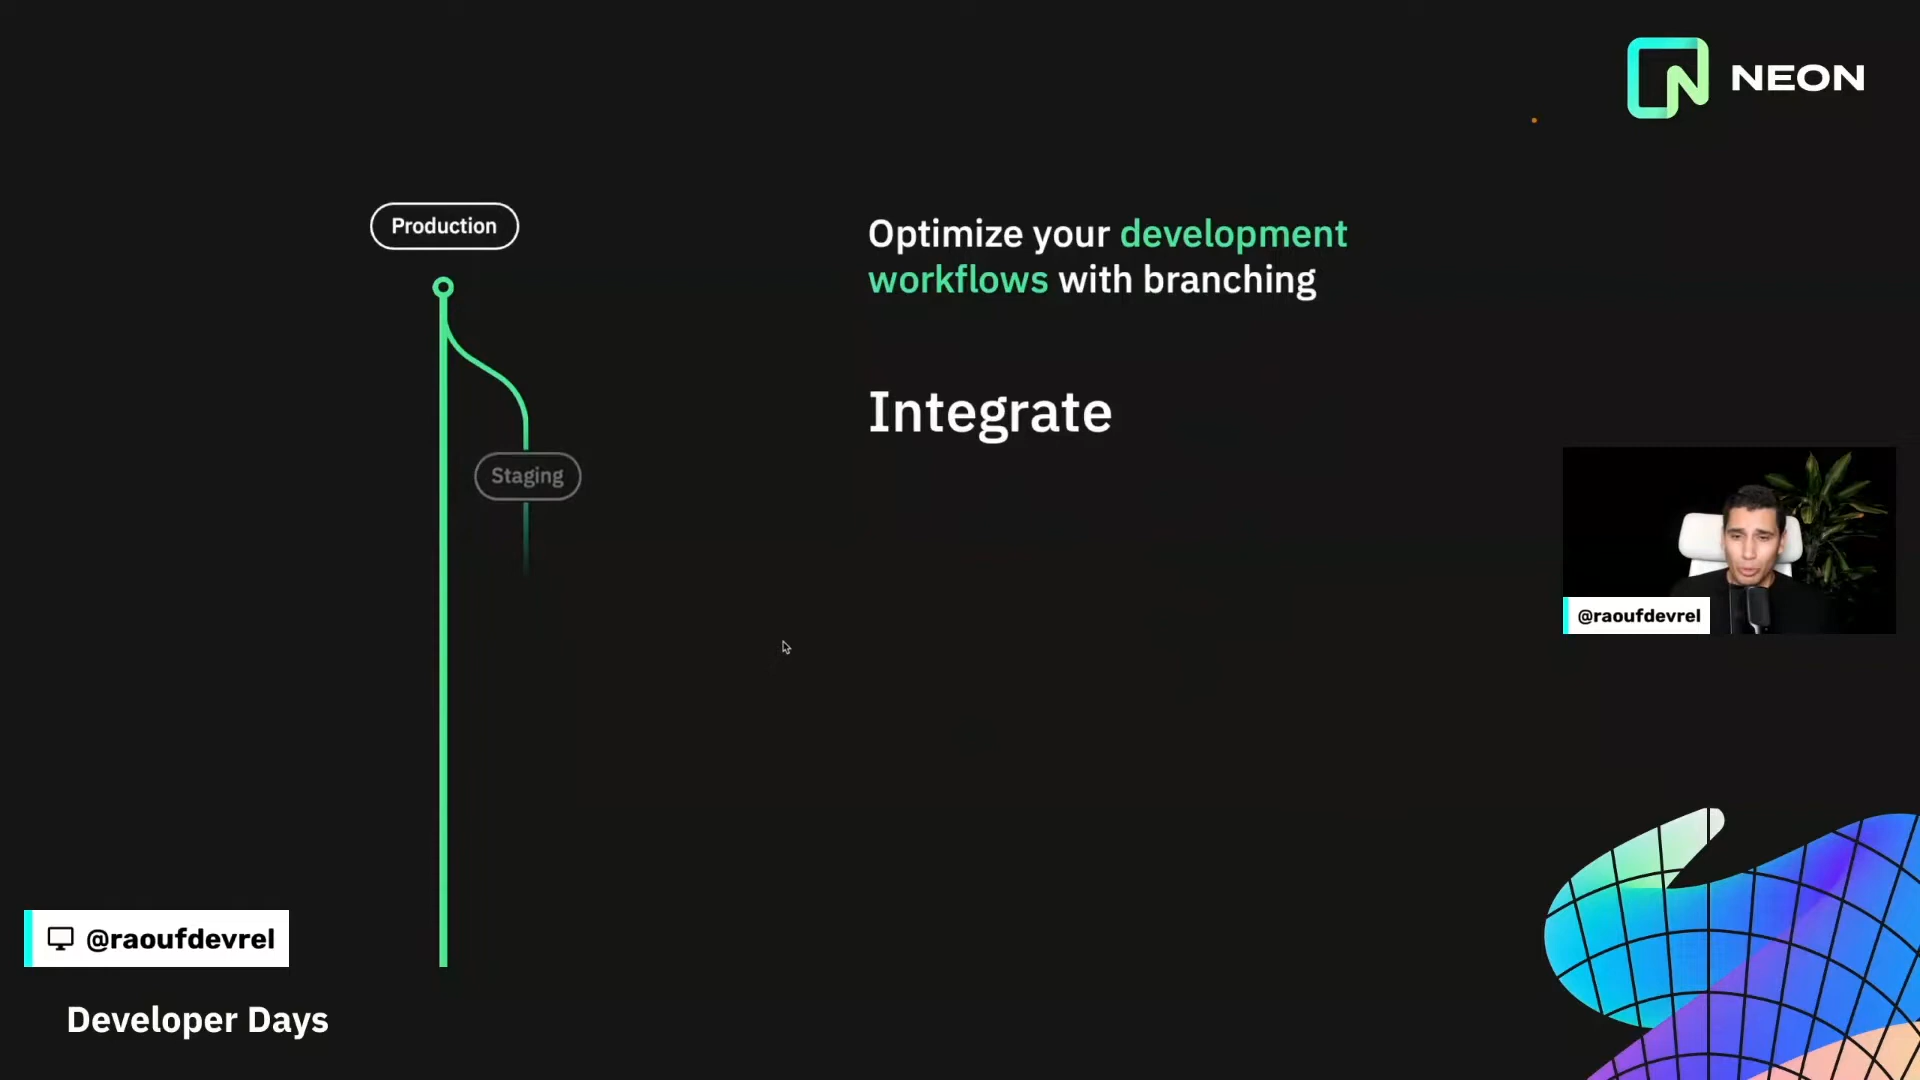 NEON
Production
Optimize your development
workflows with branching
Integrate
Staging
@raoufdevrel
@raoufdevrel
Developer Days